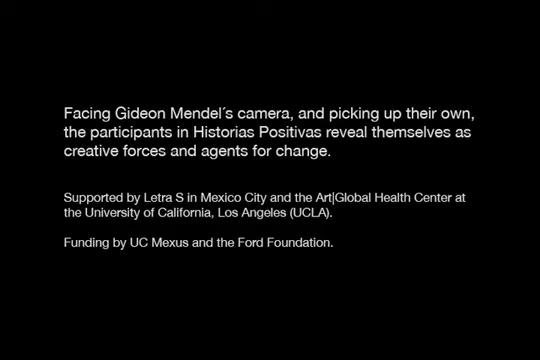 Facing Gideon Mendel´s camera, and picking up their own,
the participants in Historias Positivas reveal themselves as
creative forces and agents for change.
Supported by Letra S in Mexico City and the Art|Global Health Center at
the University of California, Los Angeles (UCLA).
Funding by UC Mexus and the Ford Foundation.